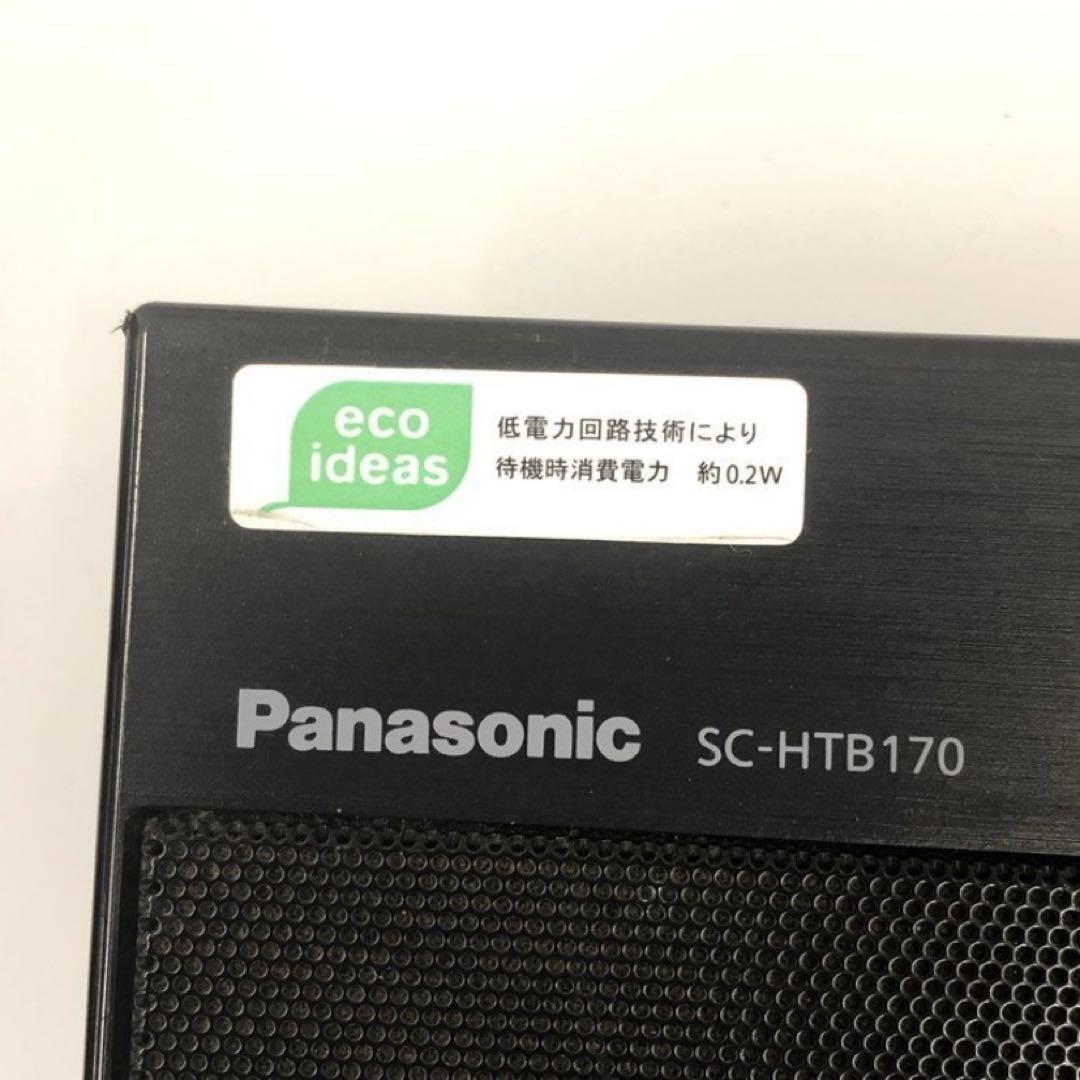 eco
ideas
低電力回路技術により
待機時消費電力　約0.2W
Panasonic SC-HTB170